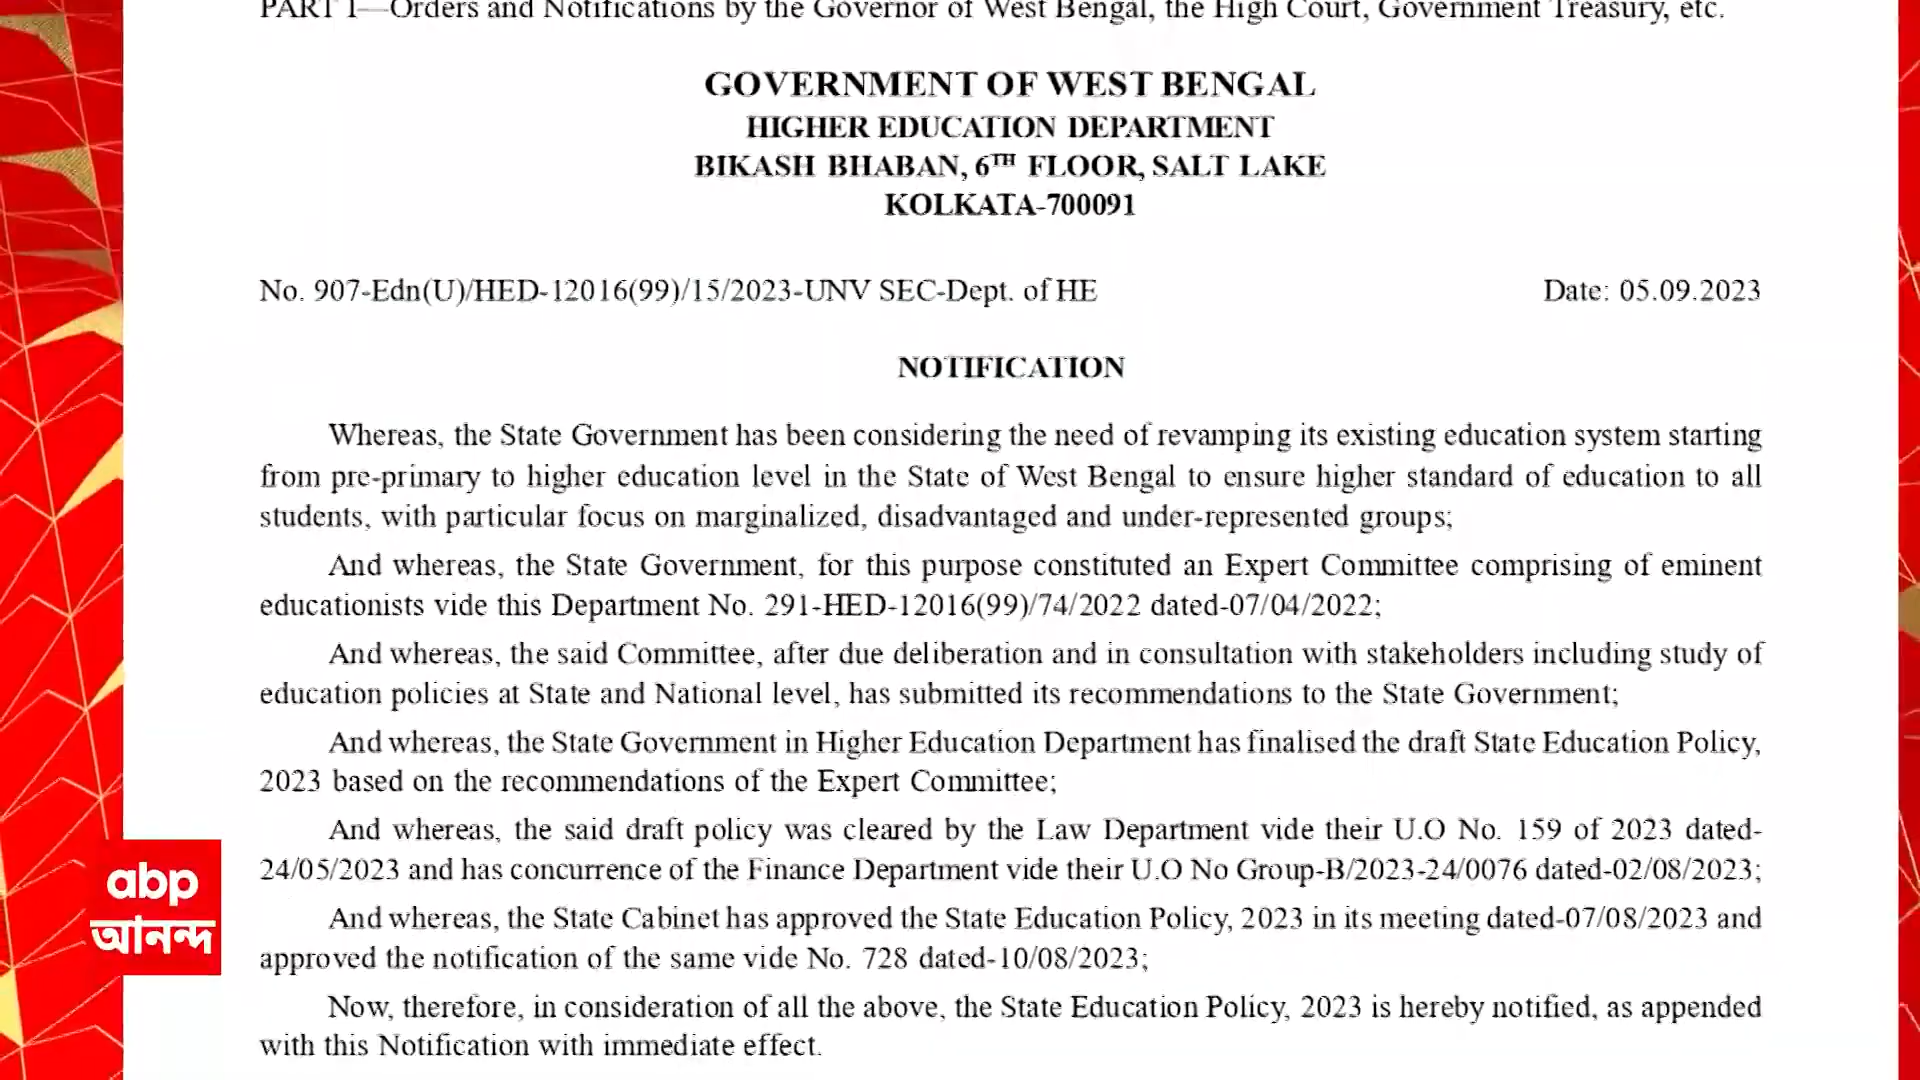 PART I—Orders and Notifications by the Governor of West Bengal, the High Court, Government Treasury, etc.
GOVERNMENT OF WEST BENGAL
HIGHER EDUCATION DEPARTMENT
BIKASH BHABAN, 6TH FLOOR, SALT LAKE
KOLKATA-700091
No. 907-Edn(U)/HED-12016(99)/15/2023-UNV SEC-Dept. of HE Date: 05.09.2023
NOTIFICATION
Whereas, the State Government has been considering the need of revamping its existing education system starting
from pre-primary to higher education level in the State of West Bengal to ensure higher standard of education to all
students, with particular focus on marginalized, disadvantaged and under-represented groups;
And whereas, the State Government, for this purpose constituted an Expert Committee comprising of eminent
educationists vide this Department No. 291-HED-12016(99)/74/2022 dated-07/04/2022;
And whereas, the said Committee, after due deliberation and in consultation with stakeholders including study of
education policies at State and National level, has submitted its recommendations to the State Government;
And whereas, the State Government in Higher Education Department has finalised the draft State Education Policy,
2023 based on the recommendations of the Expert Committee;
And whereas, the said draft policy was cleared by the Law Department vide their U.O No. 159 of 2023 dated-
24/05/2023 and has concurrence of the Finance Department vide their U.O No Group-B/2023-24/0076 dated-02/08/2023;
And whereas, the State Cabinet has approved the State Education Policy, 2023 in its meeting dated-07/08/2023 and
approved the notification of the same vide No. 728 dated-10/08/2023;
Now, therefore, in consideration of all the above, the State Education Policy, 2023 is hereby notified, as appended
with this Notification with immediate effect.
abp
আনন্দ